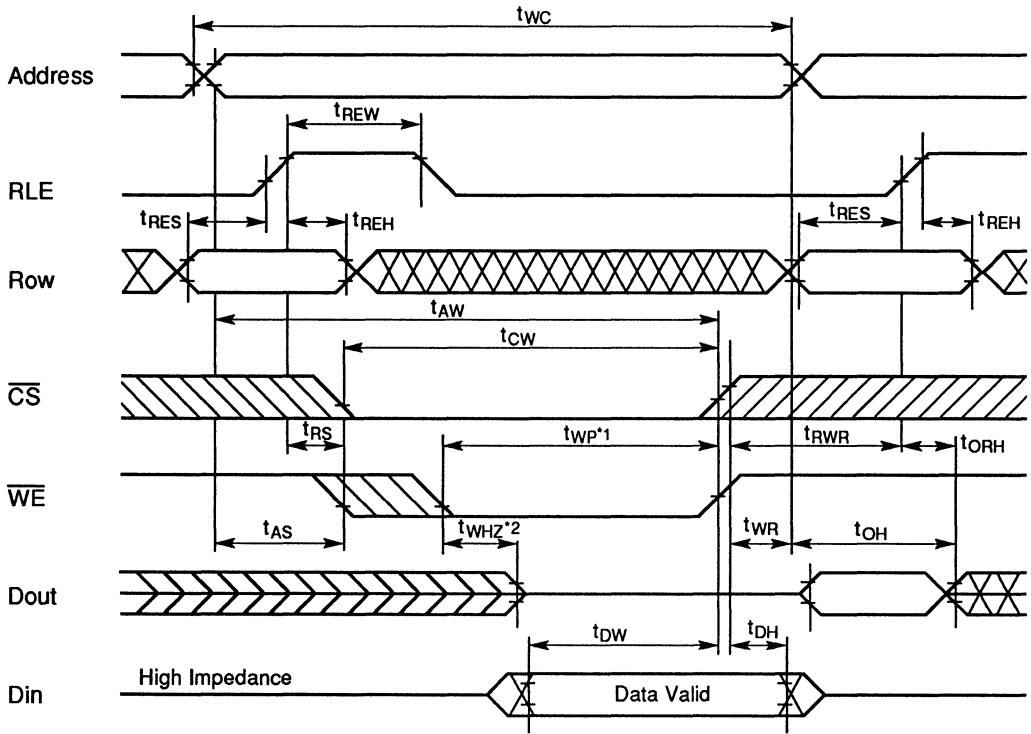 tWC
Address
tREW
RLE
tRES
tREH
tRES
tREH
Row
tAW
tCW
CS
tRS
tWP*1
tRWR
tORH
WE
tAS
tWHZ*2
tWR
tOH
Dout
tDW
tDH
High Impedance
Din
Data Valid